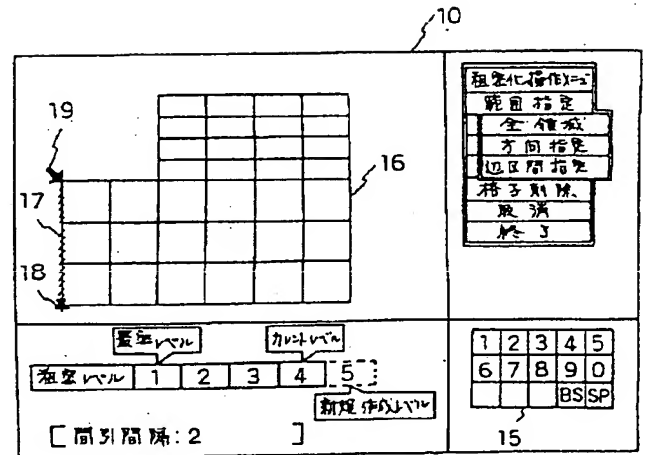 10
19
17
18
16
粗密化操作メニュー
範囲指定
全領域
方向指定
辺区間指定
格子削除
取消
終了
最密レベル
カレントレベル
粗密レベル 1 2 3 4 5
新規作成レベル
[間引間隔:2 ]
1 2 3 4 5
6 7 8 9 0
BS SP
15